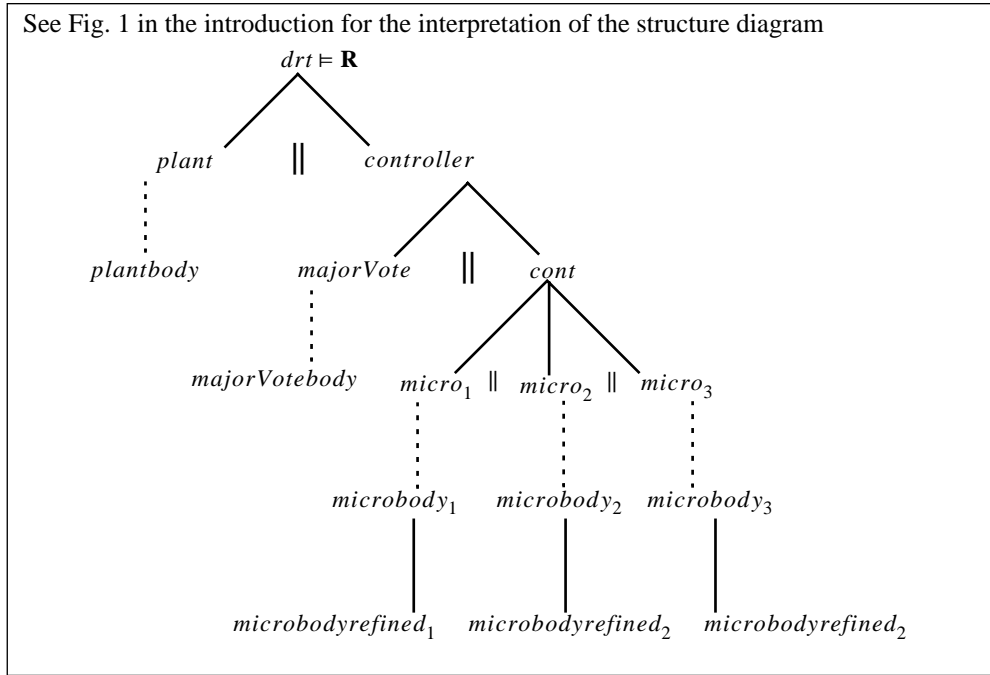 See Fig. 1 in the introduction for the interpretation of the structure diagram
drt ⊨ R
plant || controller
plantbody majorVote || cont
majorVotebody micro₁ || micro₂ || micro₃
microbody₁ microbody₂ microbody₃
microbodyrefined₁ microbodyrefined₂ microbodyrefined₂